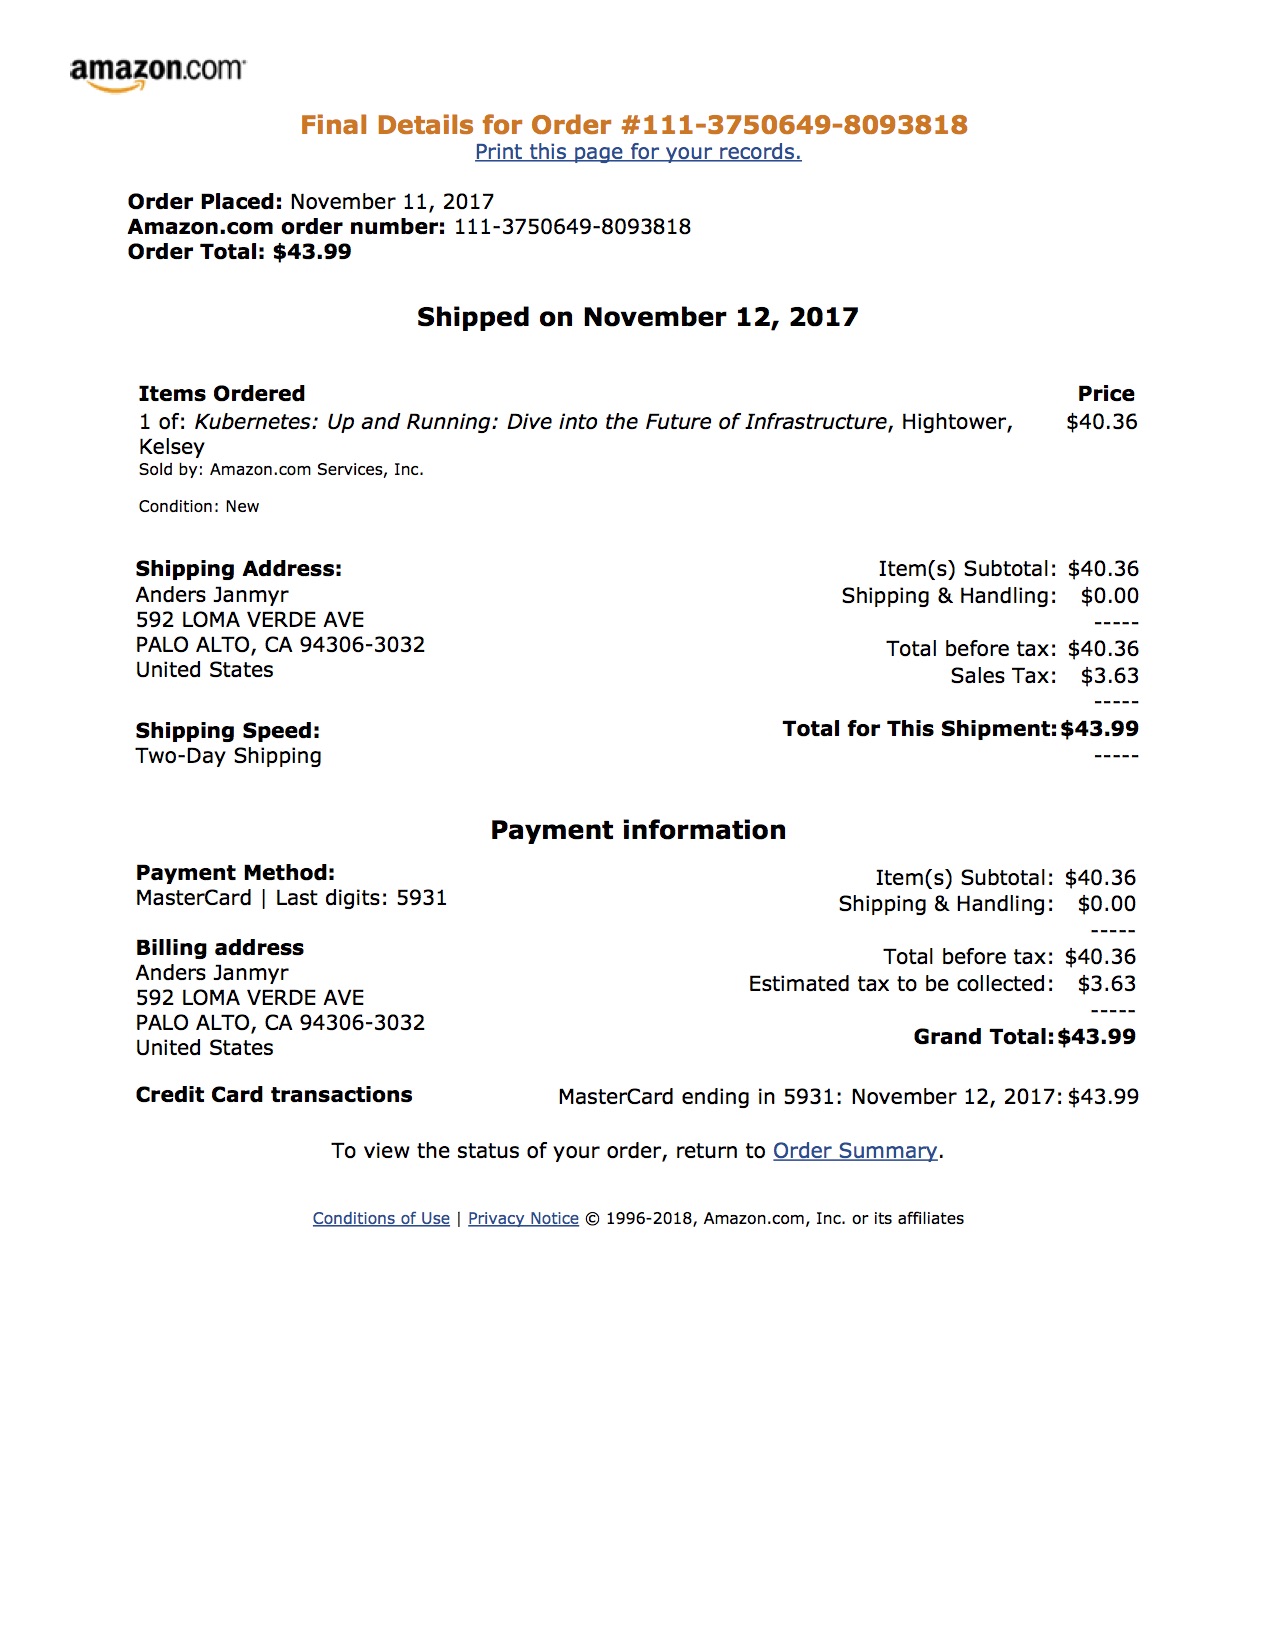 amazon.com
Final Details for Order #111-3750649-8093818
Print this page for your records.
Order Placed: November 11, 2017
Amazon.com order number: 111-3750649-8093818
Order Total: $43.99
Shipped on November 12, 2017
Items Ordered Price
1 of: Kubernetes: Up and Running: Dive into the Future of Infrastructure, Hightower, $40.36
Kelsey
Sold by: Amazon.com Services, Inc.
Condition: New
Shipping Address:
Anders Janmyr
592 LOMA VERDE AVE
PALO ALTO, CA 94306-3032
United States
Shipping Speed:
Two-Day Shipping
Item(s) Subtotal: $40.36
Shipping & Handling: $0.00
-----
Total before tax: $40.36
Sales Tax: $3.63
-----
Total for This Shipment: $43.99
-----
Payment information
Payment Method:
MasterCard | Last digits: 5931
Billing address
Anders Janmyr
592 LOMA VERDE AVE
PALO ALTO, CA 94306-3032
United States
Item(s) Subtotal: $40.36
Shipping & Handling: $0.00
-----
Total before tax: $40.36
Estimated tax to be collected: $3.63
-----
Grand Total: $43.99
Credit Card transactions MasterCard ending in 5931: November 12, 2017: $43.99
To view the status of your order, return to Order Summary.
Conditions of Use | Privacy Notice © 1996-2018, Amazon.com, Inc. or its affiliates